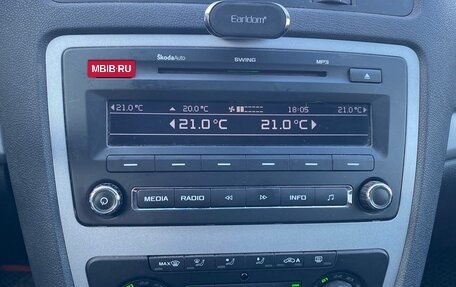 Earldom
ŠkodaAuto SWING MP3
MBIB.RU
21.0°C 20.0°C 18:05 21.0°C
21.0°C 21.0°C
MEDIA RADIO INFO
MAX A